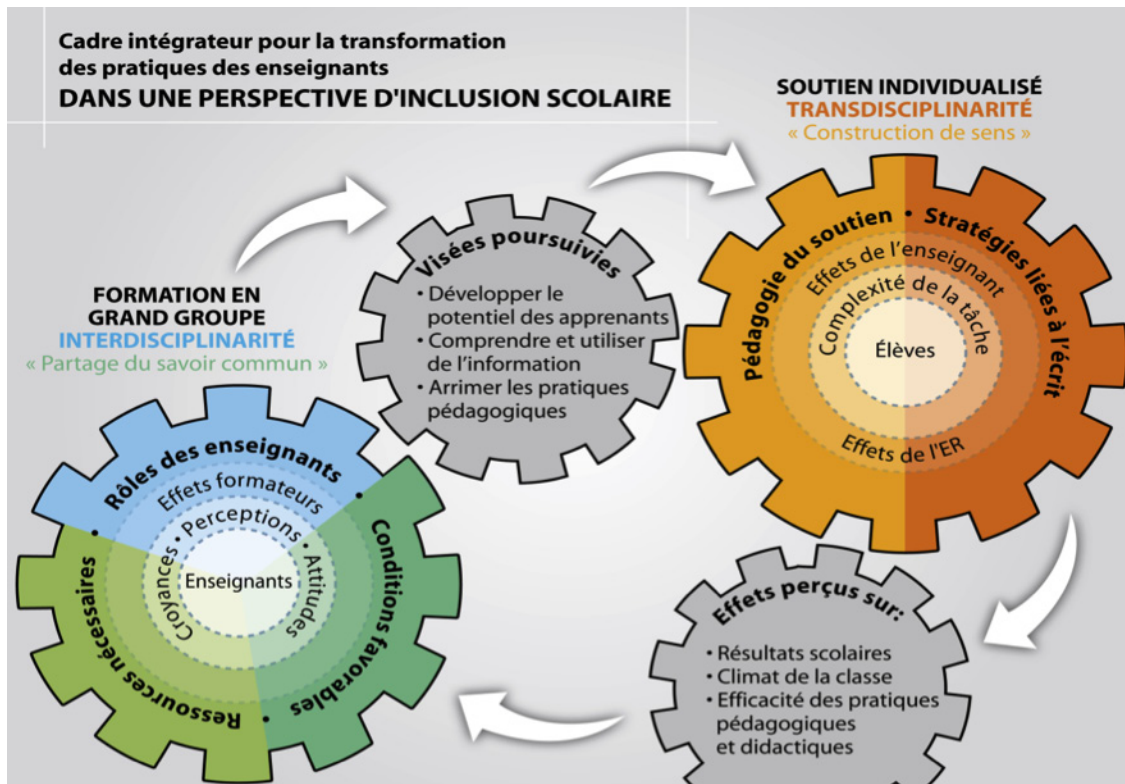 Cadre intégrateur pour la transformation
des pratiques des enseignants
DANS UNE PERSPECTIVE D'INCLUSION SCOLAIRE
FORMATION EN
GRAND GROUPE
INTERDISCIPLINARITÉ
« Partage du savoir commun »
Rôles des enseignants •
Conditions favorables •
Ressources nécessaires •
Effets formateurs
Croyances • Perceptions • Attitudes
Enseignants
Visées poursuivies
• Développer le
potentiel des apprenants
• Comprendre et utiliser
de l'information
• Arrimer les pratiques
pédagogiques
SOUTIEN INDIVIDUALISÉ
TRANSDISCIPLINARITÉ
« Construction de sens »
Pédagogie du soutien • Stratégies liées à l'écrit
Effets de l'enseignant
Complexité de la tâche
Élèves
Effets de l'ER
Effets perçus sur:
• Résultats scolaires
• Climat de la classe
• Efficacité des pratiques
pédagogiques
et didactiques